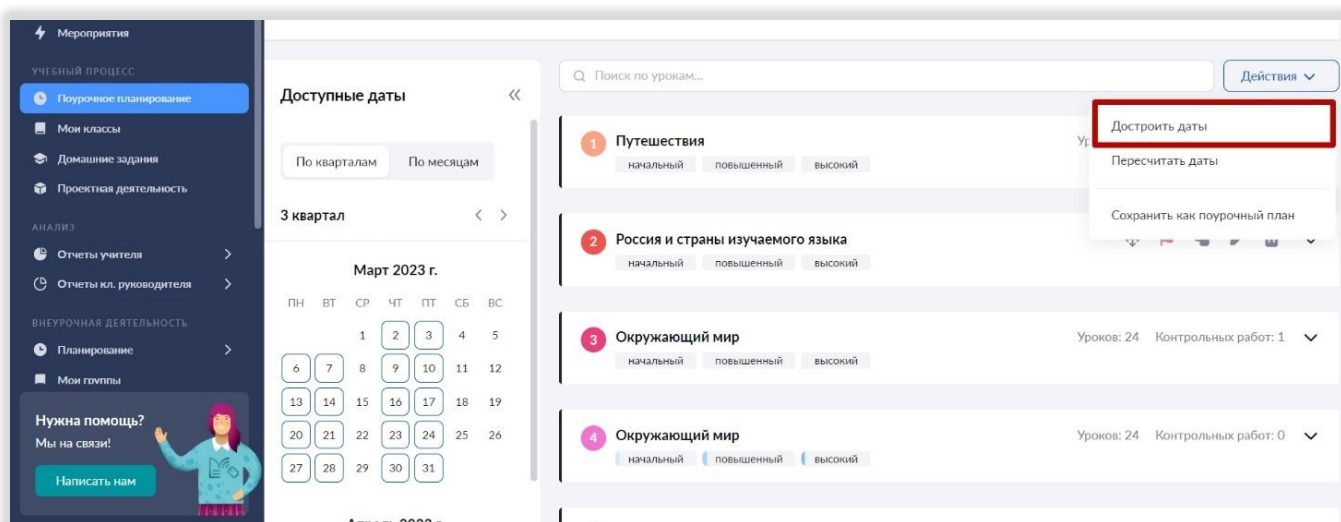 Мероприятия
УЧЕБНЫЙ ПРОЦЕСС
Поурочное планирование
Мои классы
Домашние задания
Проектная деятельность
АНАЛИЗ
Отчеты учителя
Отчеты кл. руководителя
ВНЕУРОЧНАЯ ДЕЯТЕЛЬНОСТЬ
Планирование
Мои группы
Нужна помощь?
Мы на связи!
Написать нам
Доступные даты
По кварталам По месяцам
3 квартал
Март 2023 г.
ПН ВТ СР ЧТ ПТ СБ ВС
1 2 3 4 5
6 7 8 9 10 11 12
13 14 15 16 17 18 19
20 21 22 23 24 25 26
27 28 29 30 31
Апрель 2023 г.
Поиск по урокам...
Действия
Достроить даты
Пересчитать даты
Сохранить как поурочный план
1 Путешествия
начальный повышенный высокий
2 Россия и страны изучаемого языка
начальный повышенный высокий
3 Окружающий мир Уроков: 24 Контрольных работ: 1
начальный повышенный высокий
4 Окружающий мир Уроков: 24 Контрольных работ: 0
начальный повышенный высокий